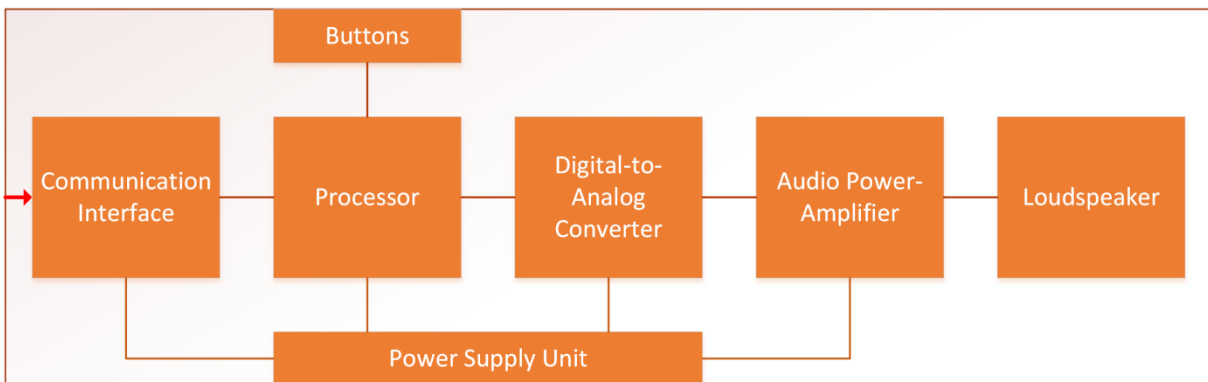 Buttons
Communication
Interface
Processor
Digital-to-
Analog
Converter
Audio Power-
Amplifier
Loudspeaker
Power Supply Unit